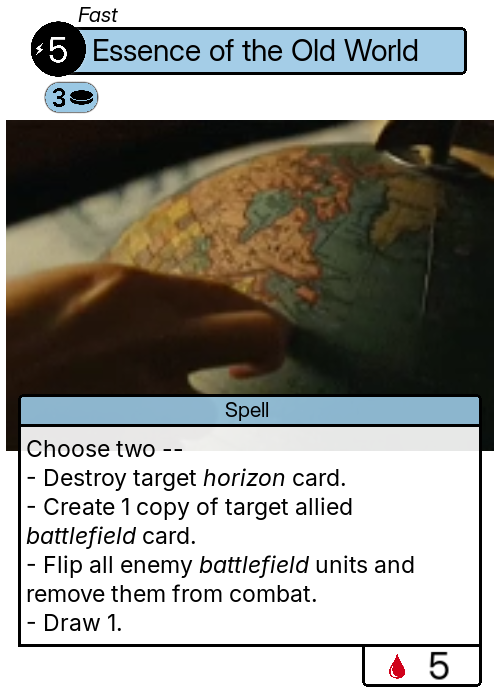 Fast
5 Essence of the Old World
3
Spell
Choose two --
- Destroy target horizon card.
- Create 1 copy of target allied
battlefield card.
- Flip all enemy battlefield units and
remove them from combat.
- Draw 1.
5